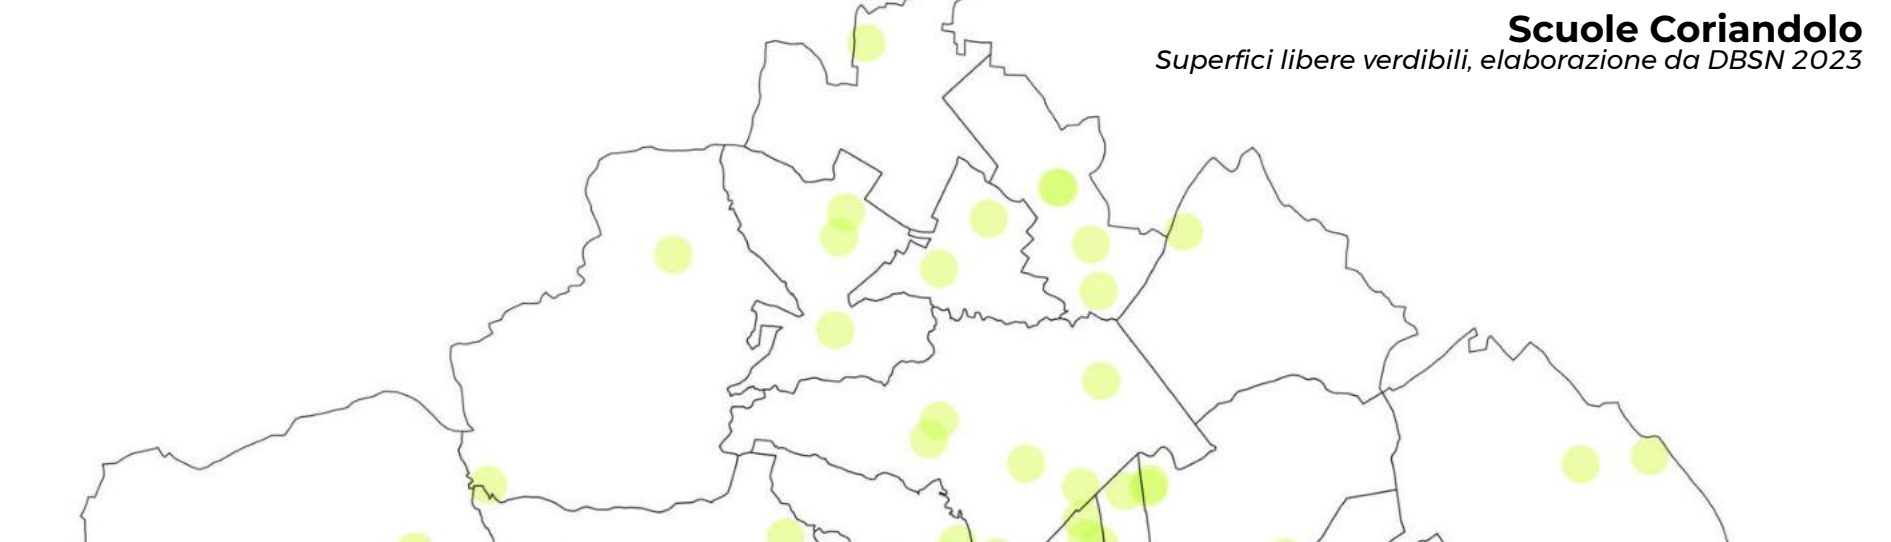 Scuole Coriandolo
Superfici libere verdibili, elaborazione da DBSN 2023